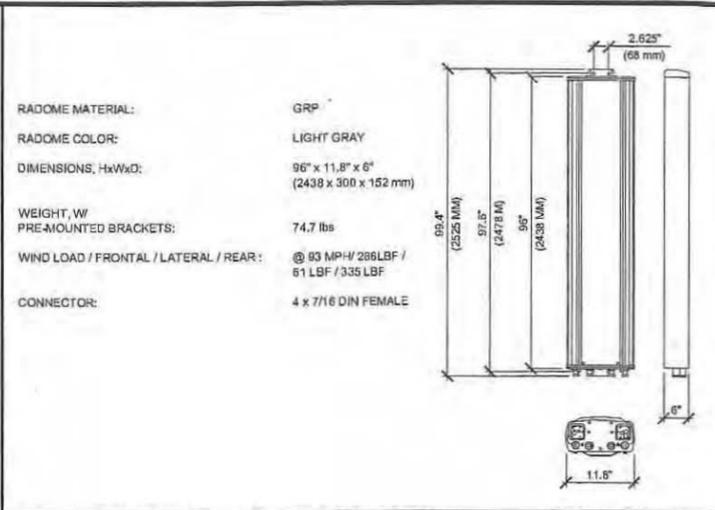 RADOME MATERIAL: GRP
RADOME COLOR: LIGHT GRAY
DIMENSIONS, HxWxD: 96" x 11.8" x 6"
(2438 x 300 x 152 mm)
WEIGHT, W/
PRE-MOUNTED BRACKETS: 74.7 lbs
WIND LOAD / FRONTAL / LATERAL / REAR: @ 93 MPH/ 286LBF /
61 LBF / 335 LBF
CONNECTOR: 4 x 7/16 DIN FEMALE
2.625"
(68 mm)
99.4"
(2525 MM)
97.6"
(2478 M)
96"
(2438 MM)
6"
11.8"